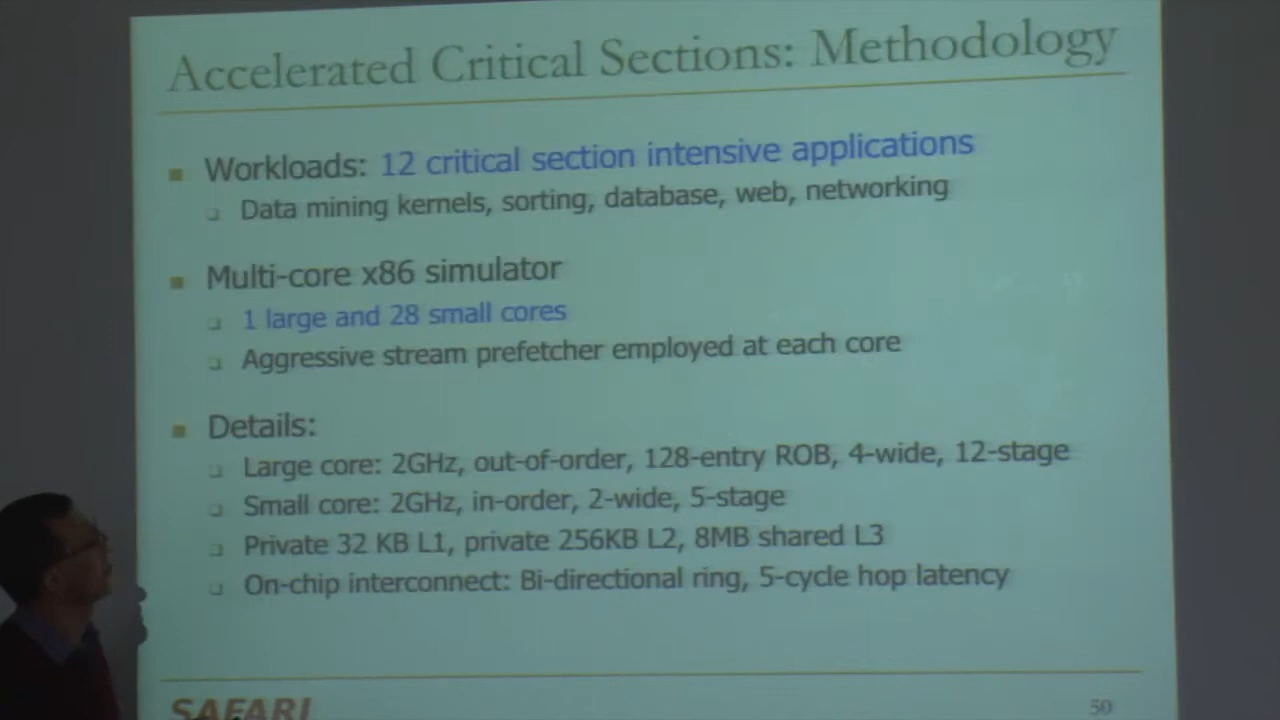 Accelerated Critical Sections: Methodology
Workloads: 12 critical section intensive applications
Data mining kernels, sorting, database, web, networking
Multi-core x86 simulator
1 large and 28 small cores
Aggressive stream prefetcher employed at each core
Details:
Large core: 2GHz, out-of-order, 128-entry ROB, 4-wide, 12-stage
Small core: 2GHz, in-order, 2-wide, 5-stage
Private 32 KB L1, private 256KB L2, 8MB shared L3
On-chip interconnect: Bi-directional ring, 5-cycle hop latency
SAFARI
50